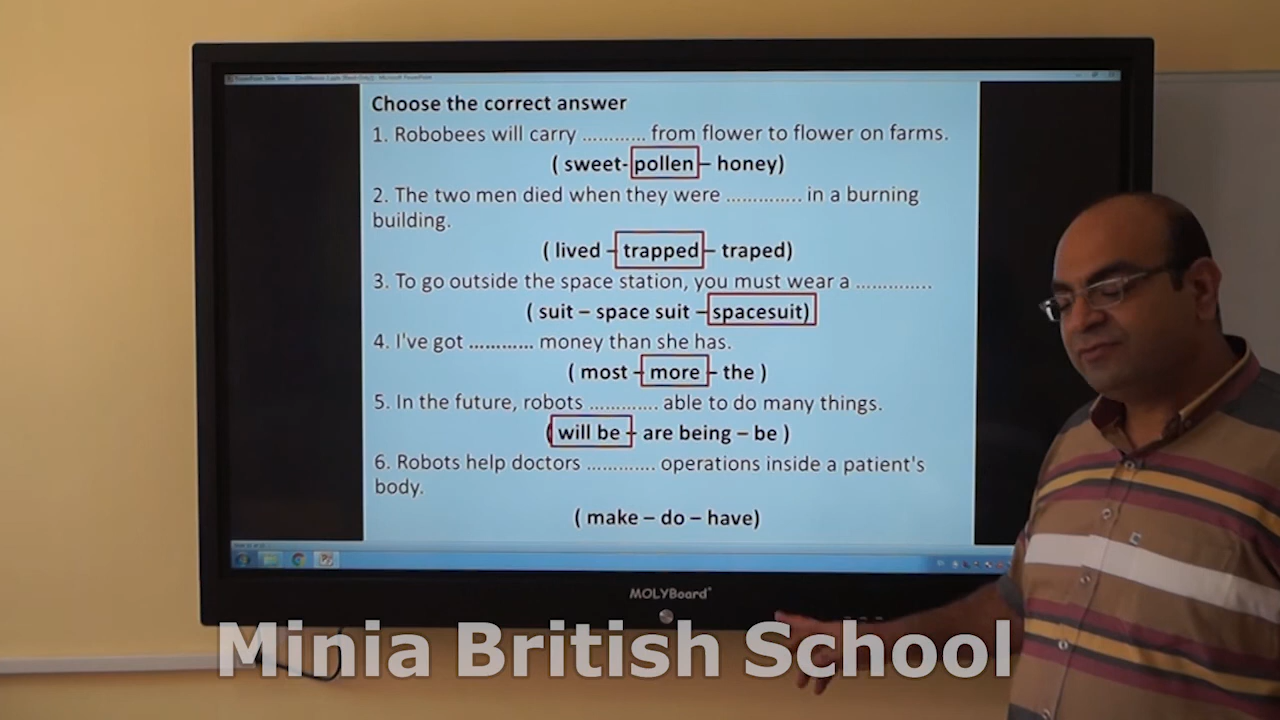 Choose the correct answer
1. Robobees will carry ............ from flower to flower on farms.
( sweet- pollen – honey)
2. The two men died when they were .............. in a burning
building.
( lived – trapped – traped)
3. To go outside the space station, you must wear a ..............
( suit – space suit – spacesuit)
4. I've got ............ money than she has.
( most – more – the )
5. In the future, robots ............. able to do many things.
( will be – are being – be )
6. Robots help doctors ............. operations inside a patient's
body.
( make – do – have)
MOLYBoard
Minia British School